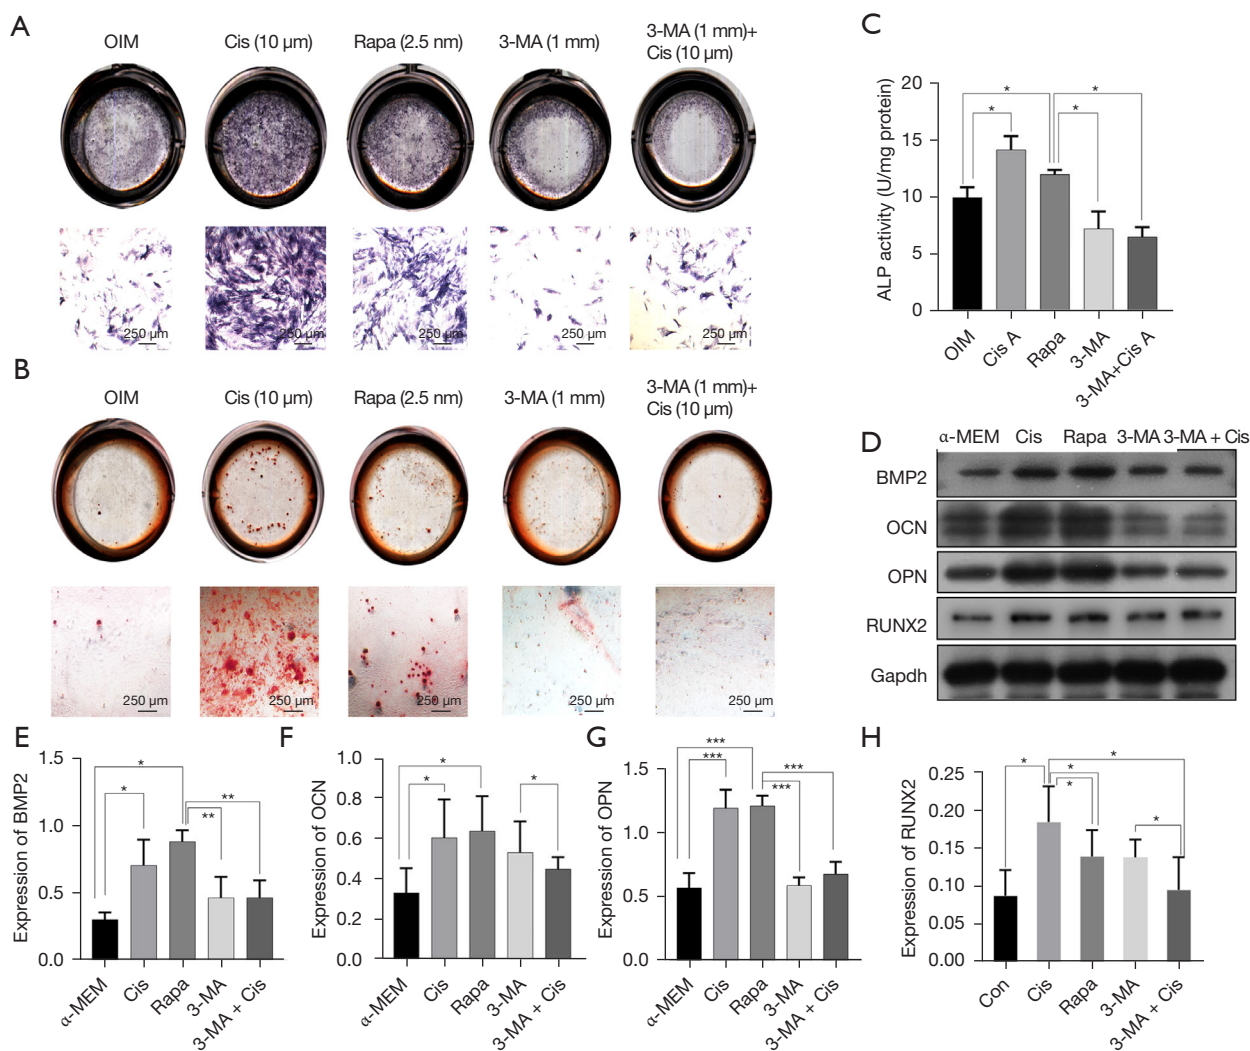 A
OIM
Cis (10 µm)
Rapa (2.5 nm)
3-MA (1 mm)
3-MA (1 mm)+
Cis (10 µm)
250 µm
250 µm
250 µm
250 µm
250 µm
B
OIM
Cis (10 µm)
Rapa (2.5 nm)
3-MA (1 mm)
3-MA (1 mm)+
Cis (10 µm)
250 µm
250 µm
250 µm
250 µm
250 µm
C
ALP activity (U/mg protein)
20
15
10
5
0
*
*
*
*
OIM
Cis A
Rapa
3-MA
3-MA+Cis A
D
α-MEM
Cis
Rapa
3-MA
3-MA + Cis
BMP2
OCN
OPN
RUNX2
Gapdh
E
Expression of BMP2
1.5
1.0
0.5
0.0
*
*
**
**
α-MEM
Cis
Rapa
3-MA
3-MA + Cis
F
Expression of OCN
1.0
0.8
0.6
0.4
0.2
0.0
*
*
*
α-MEM
Cis
Rapa
3-MA
3-MA + Cis
G
Expression of OPN
1.5
1.0
0.5
0.0
***
***
***
***
α-MEM
Cis
Rapa
3-MA
3-MA + Cis
H
Expression of RUNX2
0.25
0.20
0.15
0.10
0.05
0.00
*
*
*
*
*
Con
Cis
Rapa
3-MA
3-MA + Cis